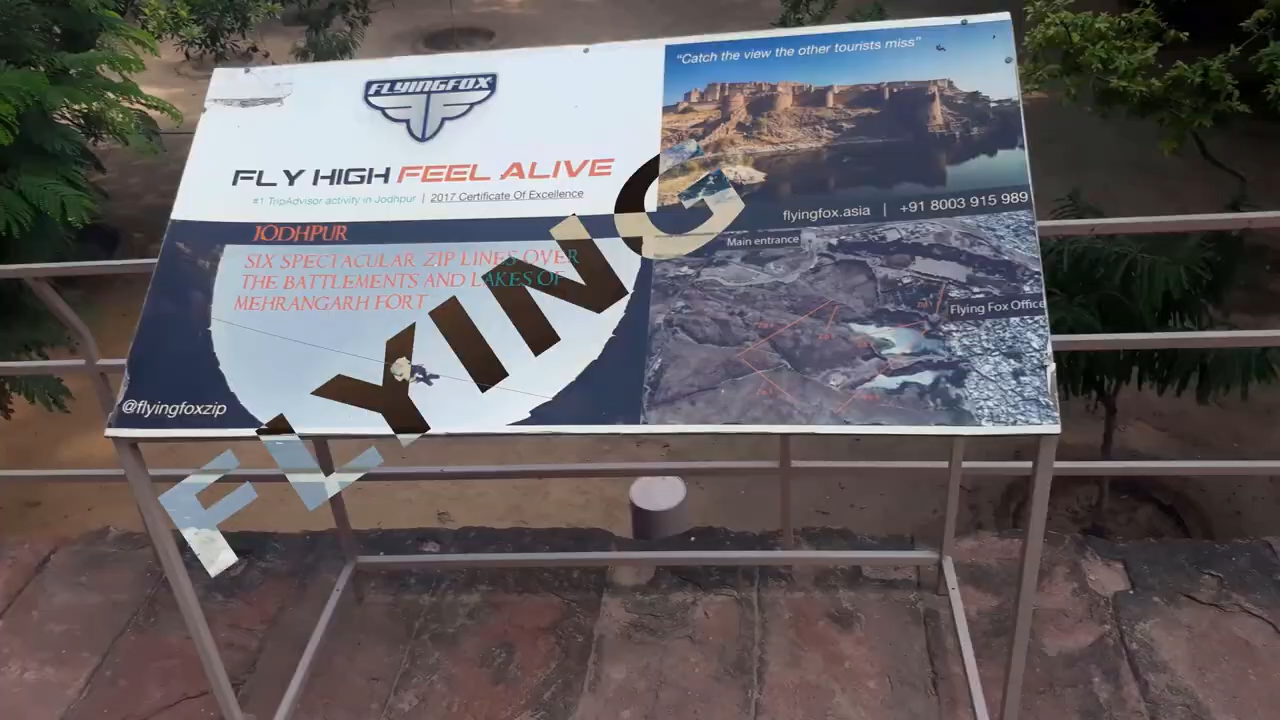 FLYINGFOX
FLY HIGH FEEL ALIVE
#1 TripAdvisor activity in Jodhpur | 2017 Certificate Of Excellence
"Catch the view the other tourists miss"
flyingfox.asia | +91 8003 915 989
JODHPUR
SIX SPECTACULAR ZIP LINES OVER
THE BATTLEMENTS AND LAKES OF
MEHRANGARH FORT
@flyingfoxzip
Main entrance
Flying Fox Office
FLYING